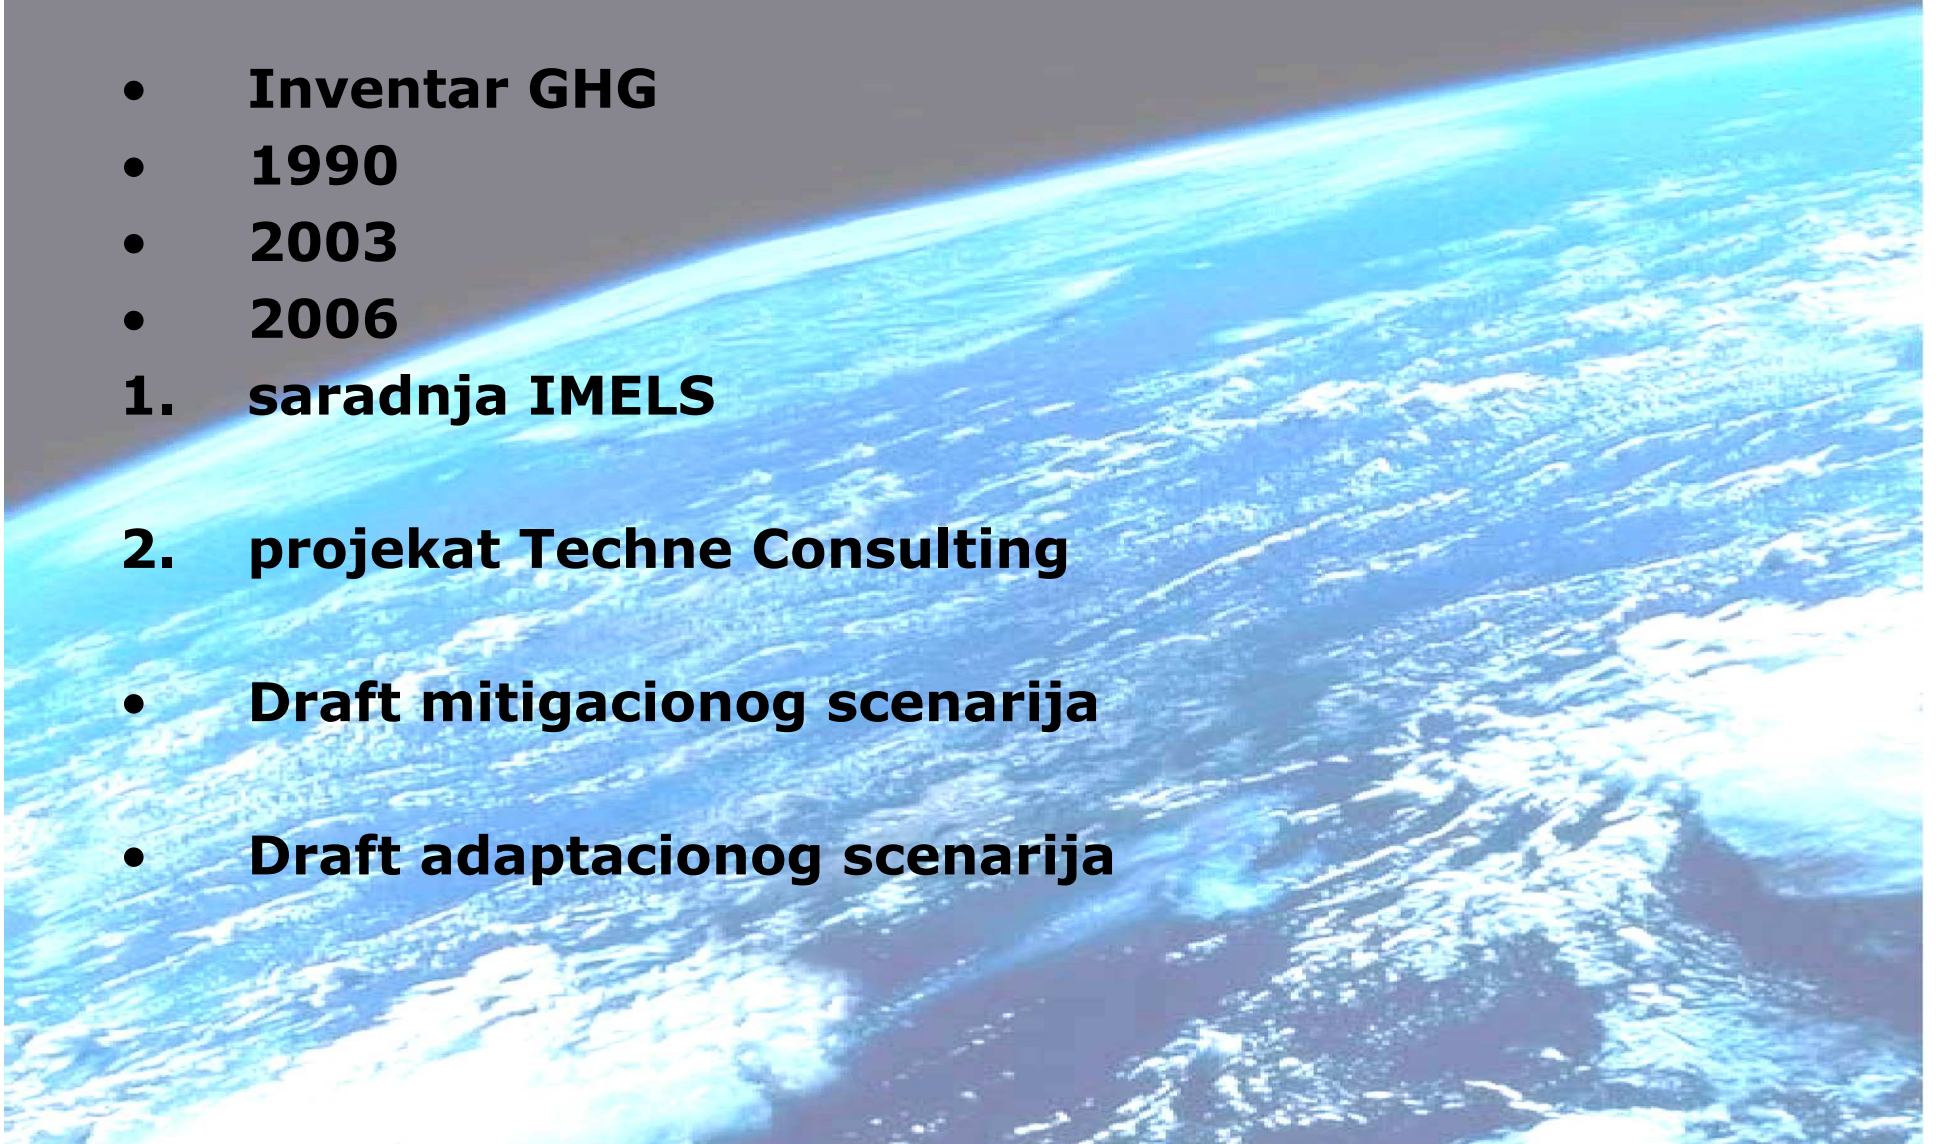 • Inventar GHG
• 1990
• 2003
• 2006
1. saradnja IMELS
2. projekat Techne Consulting
• Draft mitigacionog scenarija
• Draft adaptacionog scenarija